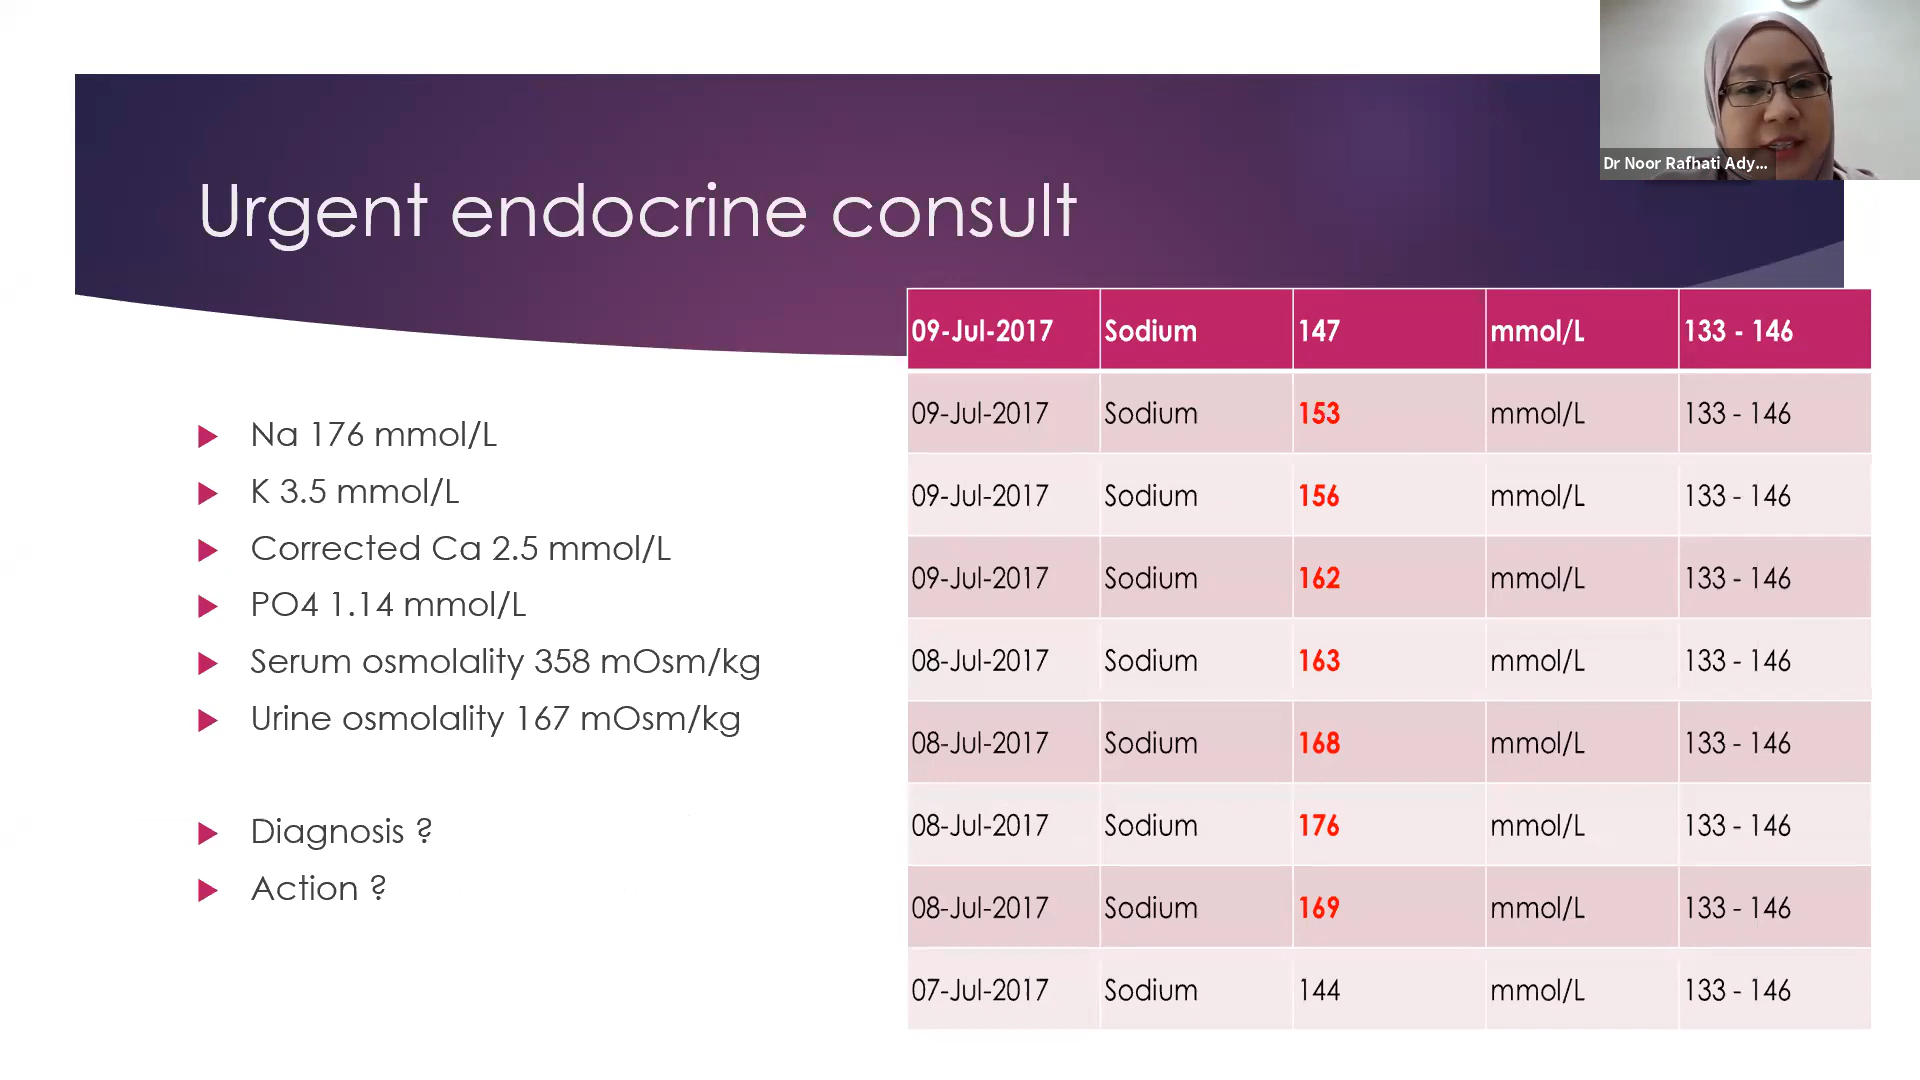 Dr Noor Rafhati Ady...
Urgent endocrine consult
Na 176 mmol/L
K 3.5 mmol/L
Corrected Ca 2.5 mmol/L
PO4 1.14 mmol/L
Serum osmolality 358 mOsm/kg
Urine osmolality 167 mOsm/kg
Diagnosis ?
Action ?
09-Jul-2017 Sodium 147 mmol/L 133 - 146
09-Jul-2017 Sodium 153 mmol/L 133 - 146
09-Jul-2017 Sodium 156 mmol/L 133 - 146
09-Jul-2017 Sodium 162 mmol/L 133 - 146
08-Jul-2017 Sodium 163 mmol/L 133 - 146
08-Jul-2017 Sodium 168 mmol/L 133 - 146
08-Jul-2017 Sodium 176 mmol/L 133 - 146
08-Jul-2017 Sodium 169 mmol/L 133 - 146
07-Jul-2017 Sodium 144 mmol/L 133 - 146